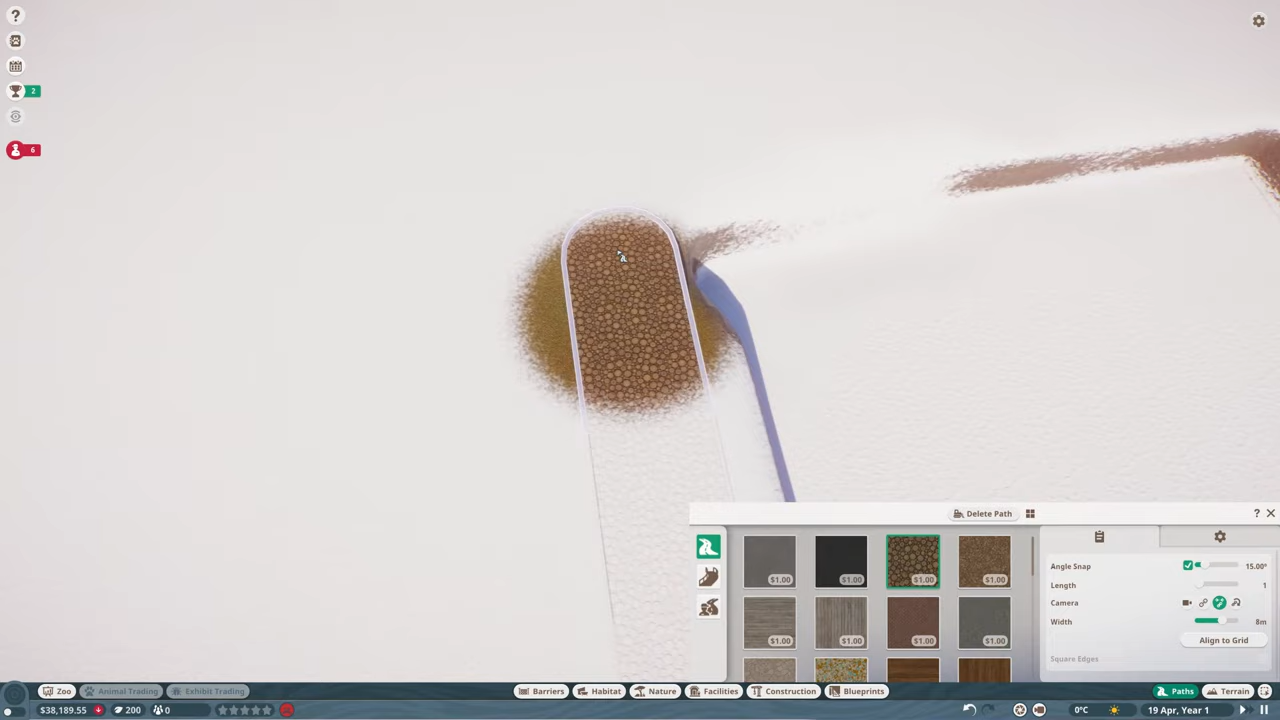 ?
2
6
Delete Path
?
$1.00
$1.00
$1.00
$1.00
$1.00
$1.00
$1.00
$1.00
Angle Snap
15.00°
Length
1
Camera
Width
8m
Align to Grid
Square Edges
Zoo
Animal Trading
Exhibit Trading
Barriers
Habitat
Nature
Facilities
Construction
Blueprints
Paths
Terrain
$38,189.55
200
0
0°C
19 Apr, Year 1